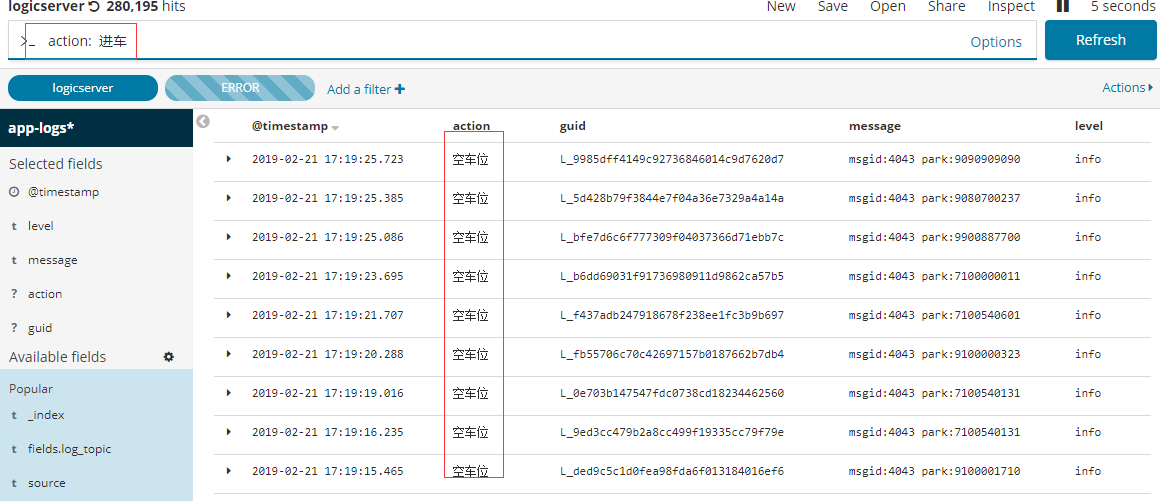 logicserver 280,195 hits New Save Open Share Inspect 5 seconds
>_ action: 进车 Options Refresh
logicserver ERROR Add a filter Actions
app-logs*
Selected fields
@timestamp
t level
t message
? action
? guid
Available fields
Popular
t _index
t fields.log_topic
t source
@timestamp action guid message level
2019-02-21 17:19:25.723 空车位 L_9985dff4149c92736846014c9d7620d7 msgid:4043 park:9090909090 info
2019-02-21 17:19:25.385 空车位 L_5d428b79f3844e7f04a36e7329a4a14a msgid:4043 park:9080700237 info
2019-02-21 17:19:25.086 空车位 L_bfe7d6c6f777309f04037366d71ebb7c msgid:4043 park:9900887700 info
2019-02-21 17:19:23.695 空车位 L_b6dd69031f91736980911d9862ca57b5 msgid:4043 park:7100000011 info
2019-02-21 17:19:21.707 空车位 L_f437adb247918678f238ee1fc3b9b697 msgid:4043 park:7100540601 info
2019-02-21 17:19:20.288 空车位 L_fb55706c70c42697157b0187662b7db4 msgid:4043 park:9100000323 info
2019-02-21 17:19:19.016 空车位 L_0e703b147547fdc0738cd18234462560 msgid:4043 park:7100540131 info
2019-02-21 17:19:16.235 空车位 L_9ed3cc479b2a8cc499f19335cc79f79e msgid:4043 park:7100540131 info
2019-02-21 17:19:15.465 空车位 L_ded9c5c1d0fea98fda6f013184016ef6 msgid:4043 park:9100001710 info